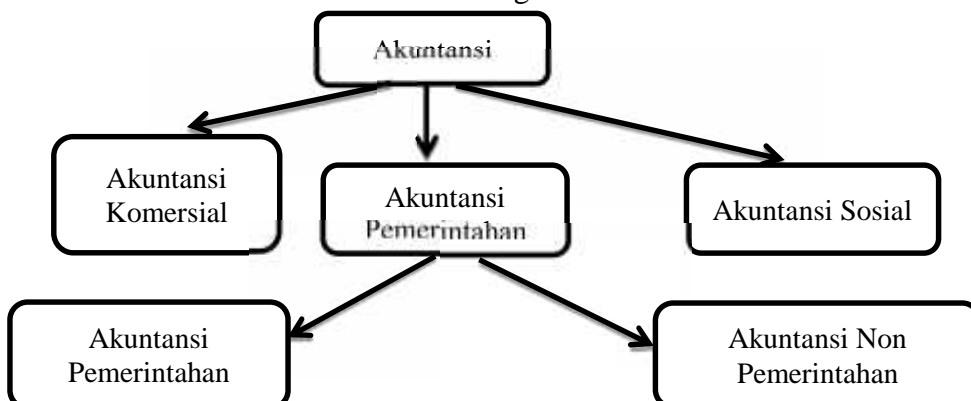 Akuntansi
Akuntansi
Komersial
Akuntansi
Pemerintahan
Akuntansi Sosial
Akuntansi
Pemerintahan
Akuntansi Non
Pemerintahan